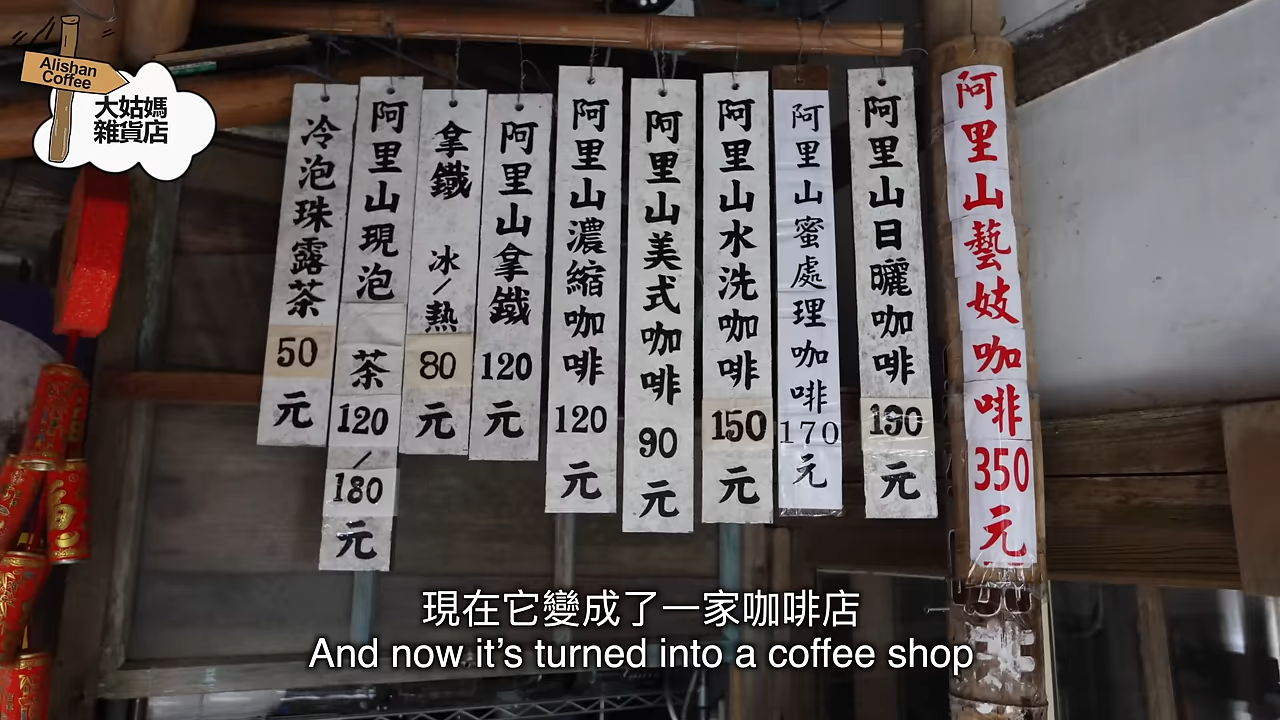 Alishan
Coffee
大姑媽
雜貨店
冷泡珠露茶
50
元
阿里山現泡
茶
120
/
180
元
拿鐵
冰/熱
80
元
阿里山拿鐵
120
元
阿里山濃縮咖啡
120
元
阿里山美式咖啡
90
元
阿里山水洗咖啡
150
元
阿里山蜜處理咖啡
170
元
阿里山日曬咖啡
190
元
阿里山藝妓咖啡
350
元
現在它變成了一家咖啡店
And now it's turned into a coffee shop